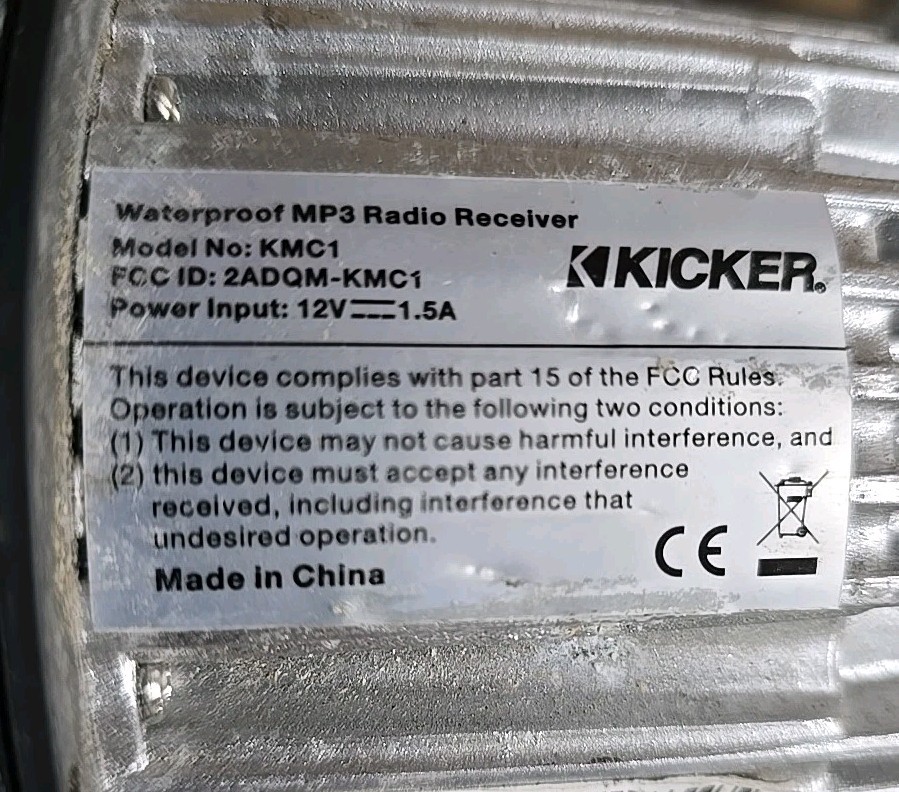 Waterproof MP3 Radio Receiver
Model No: KMC1
FCC ID: 2ADQM-KMC1
Power Input: 12V⎓1.5A
KICKER®
This device complies with part 15 of the FCC Rules.
Operation is subject to the following two conditions:
(1) This device may not cause harmful interference, and
(2) this device must accept any interference
received, including interference that
undesired operation.
Made in China
CE